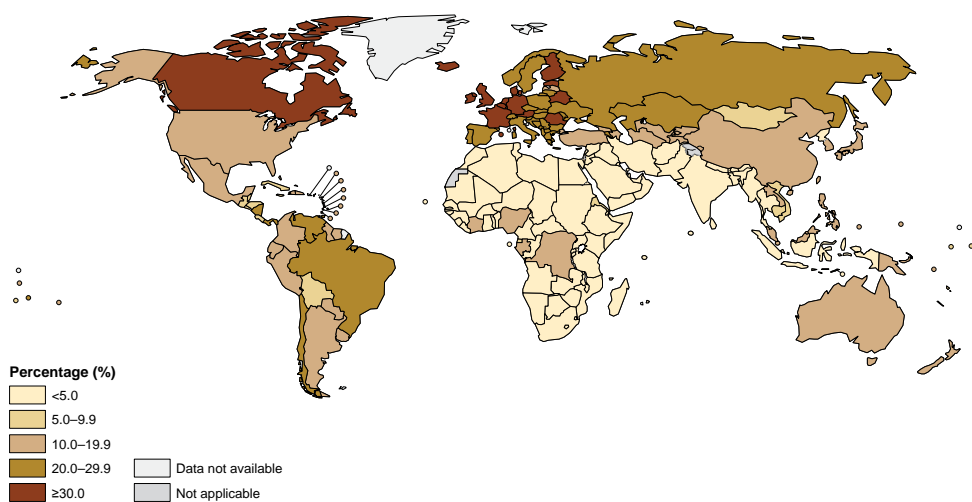 Percentage (%)
<5.0
5.0–9.9
10.0–19.9
20.0–29.9
≥30.0
Data not available
Not applicable